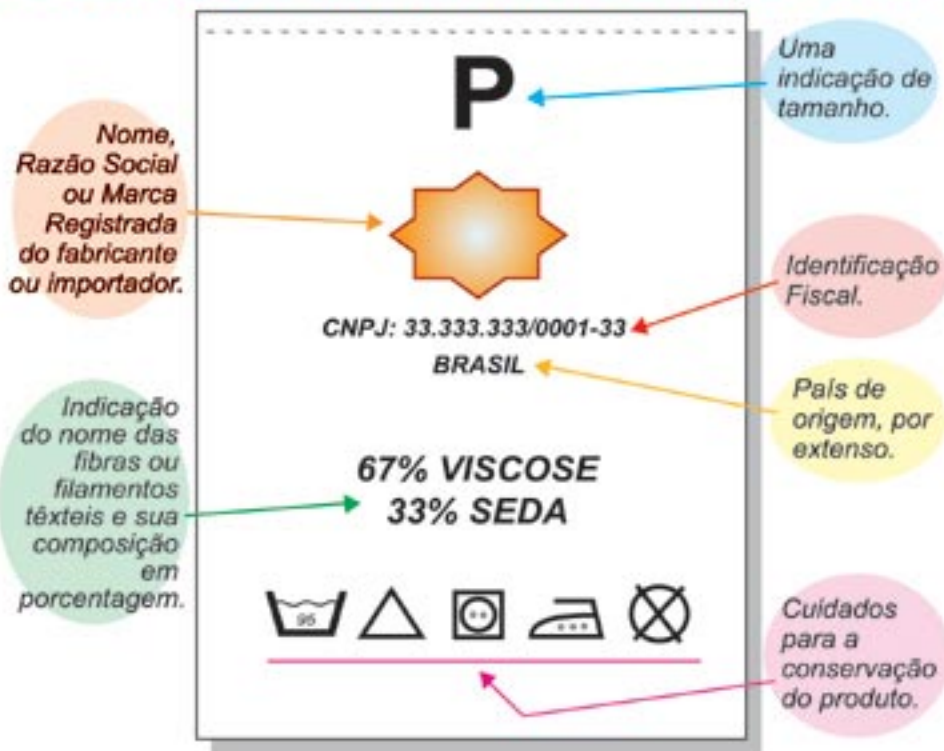 P
Uma
indicação de
tamanho.
Nome,
Razão Social
ou Marca
Registrada
do fabricante
ou importador.
Identificação
Fiscal.
CNPJ: 33.333.333/0001-33
BRASIL
País de
origem, por
extenso.
Indicação
do nome das
fibras ou
filamentos
têxteis e sua
composição
em
porcentagem.
67% VISCOSE
33% SEDA
95
Cuidados
para a
conservação
do produto.